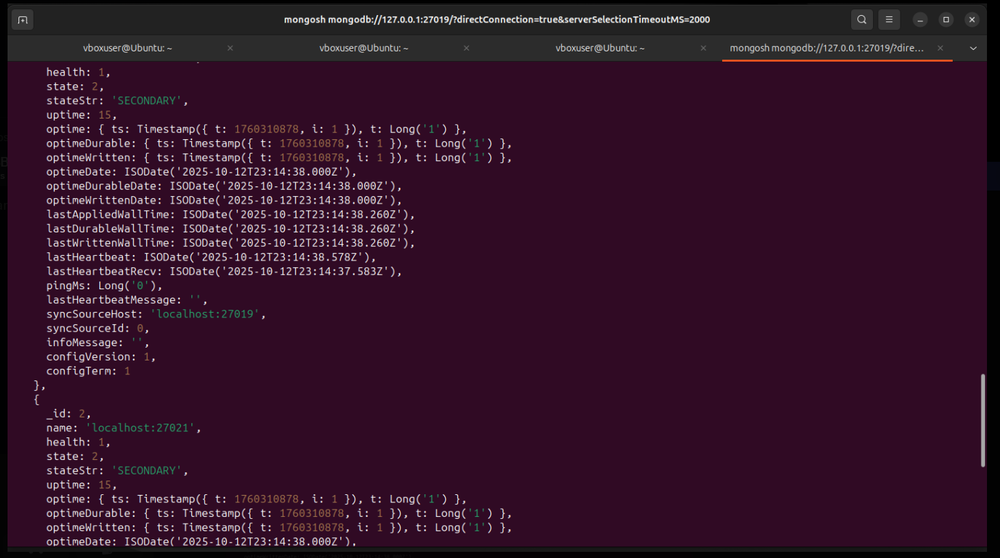 mongosh mongodb://127.0.0.1:27019/?directConnection=true&serverSelectionTimeoutMS=2000
vboxuser@Ubuntu: ~ vboxuser@Ubuntu: ~ vboxuser@Ubuntu: ~ mongosh mongodb://127.0.0.1:27019/?dire...
health: 1,
state: 2,
stateStr: 'SECONDARY',
uptime: 15,
optime: { ts: Timestamp({ t: 1760310878, i: 1 }), t: Long('1') },
optimeDurable: { ts: Timestamp({ t: 1760310878, i: 1 }), t: Long('1') },
optimeWritten: { ts: Timestamp({ t: 1760310878, i: 1 }), t: Long('1') },
optimeDate: ISODate('2025-10-12T23:14:38.000Z'),
optimeDurableDate: ISODate('2025-10-12T23:14:38.000Z'),
optimeWrittenDate: ISODate('2025-10-12T23:14:38.000Z'),
lastAppliedWallTime: ISODate('2025-10-12T23:14:38.260Z'),
lastDurableWallTime: ISODate('2025-10-12T23:14:38.260Z'),
lastWrittenWallTime: ISODate('2025-10-12T23:14:38.260Z'),
lastHeartbeat: ISODate('2025-10-12T23:14:38.578Z'),
lastHeartbeatRecv: ISODate('2025-10-12T23:14:37.583Z'),
pingMs: Long('0'),
lastHeartbeatMessage: '',
syncSourceHost: 'localhost:27019',
syncSourceId: 0,
infoMessage: '',
configVersion: 1,
configTerm: 1
},
{
_id: 2,
name: 'localhost:27021',
health: 1,
state: 2,
stateStr: 'SECONDARY',
uptime: 15,
optime: { ts: Timestamp({ t: 1760310878, i: 1 }), t: Long('1') },
optimeDurable: { ts: Timestamp({ t: 1760310878, i: 1 }), t: Long('1') },
optimeWritten: { ts: Timestamp({ t: 1760310878, i: 1 }), t: Long('1') },
optimeDate: ISODate('2025-10-12T23:14:38.000Z'),